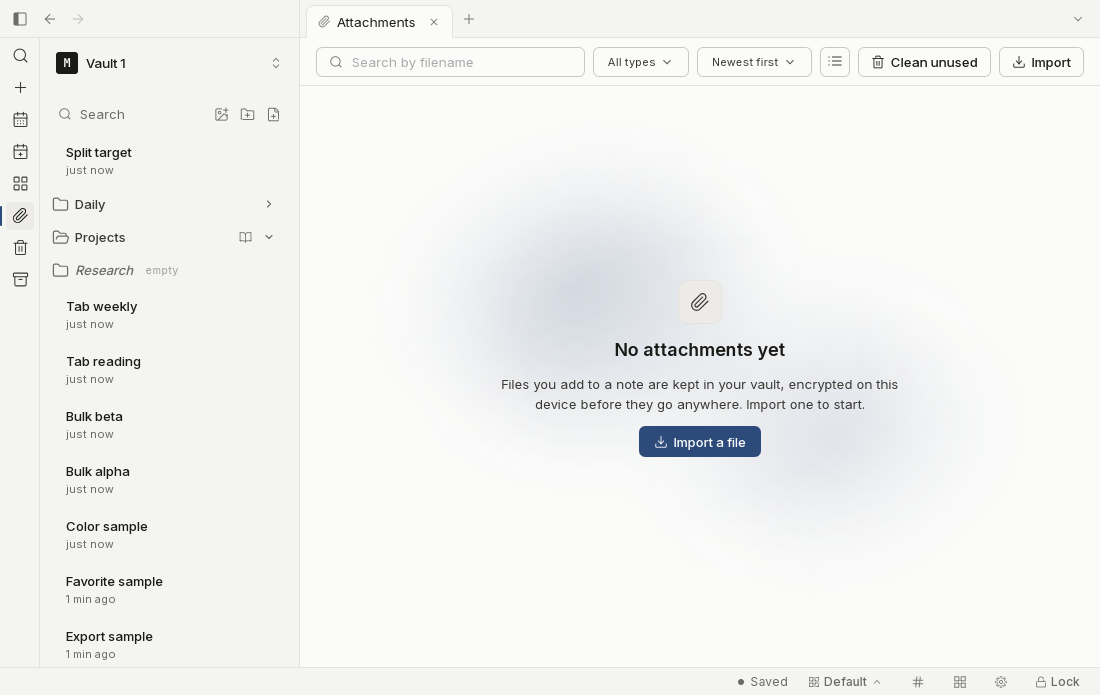 Attachments
M Vault 1
Search by filename
All types
Newest first
Clean unused
Import
Search
Split target
just now
Daily
Projects
Research empty
Tab weekly
just now
Tab reading
just now
Bulk beta
just now
Bulk alpha
just now
Color sample
just now
Favorite sample
1 min ago
Export sample
1 min ago
No attachments yet
Files you add to a note are kept in your vault, encrypted on this
device before they go anywhere. Import one to start.
Import a file
Saved
Default
Lock